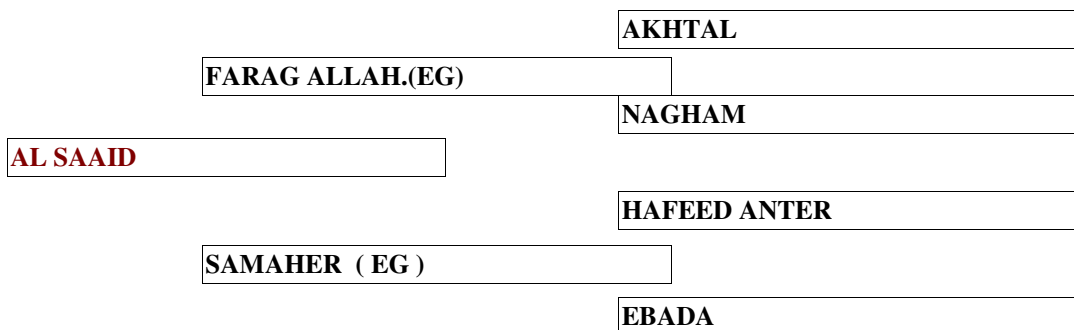 AKHTAL
FARAG ALLAH.(EG)
NAGHAM
AL SAAID
HAFEED ANTER
SAMAHER ( EG )
EBADA